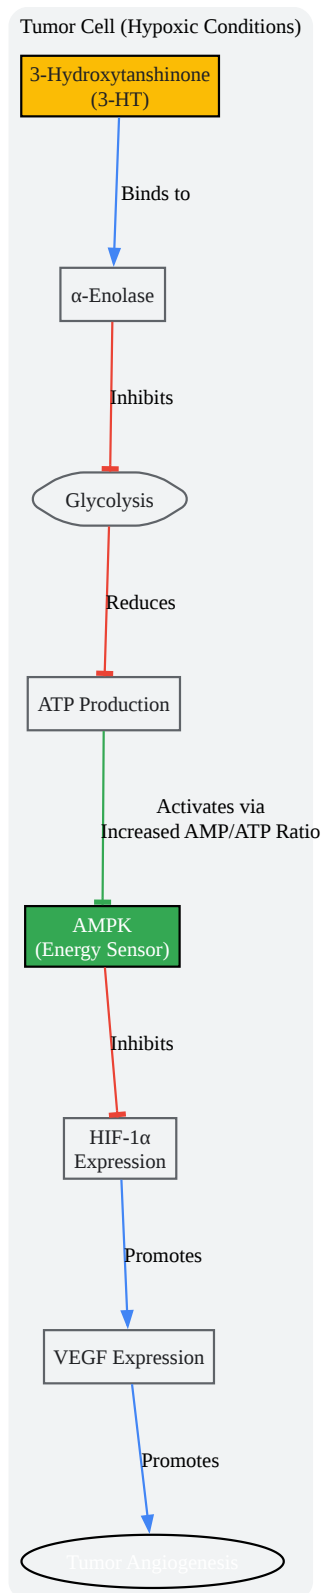 Tumor Cell (Hypoxic Conditions)
3-Hydroxytanshinone
(3-HT)
Binds to
α-Enolase
Inhibits
Glycolysis
Reduces
ATP Production
Activates via
Increased AMP/ATP Ratio
AMPK
(Energy Sensor)
Inhibits
HIF-1α
Expression
Promotes
VEGF Expression
Promotes
Tumor Angiogenesis